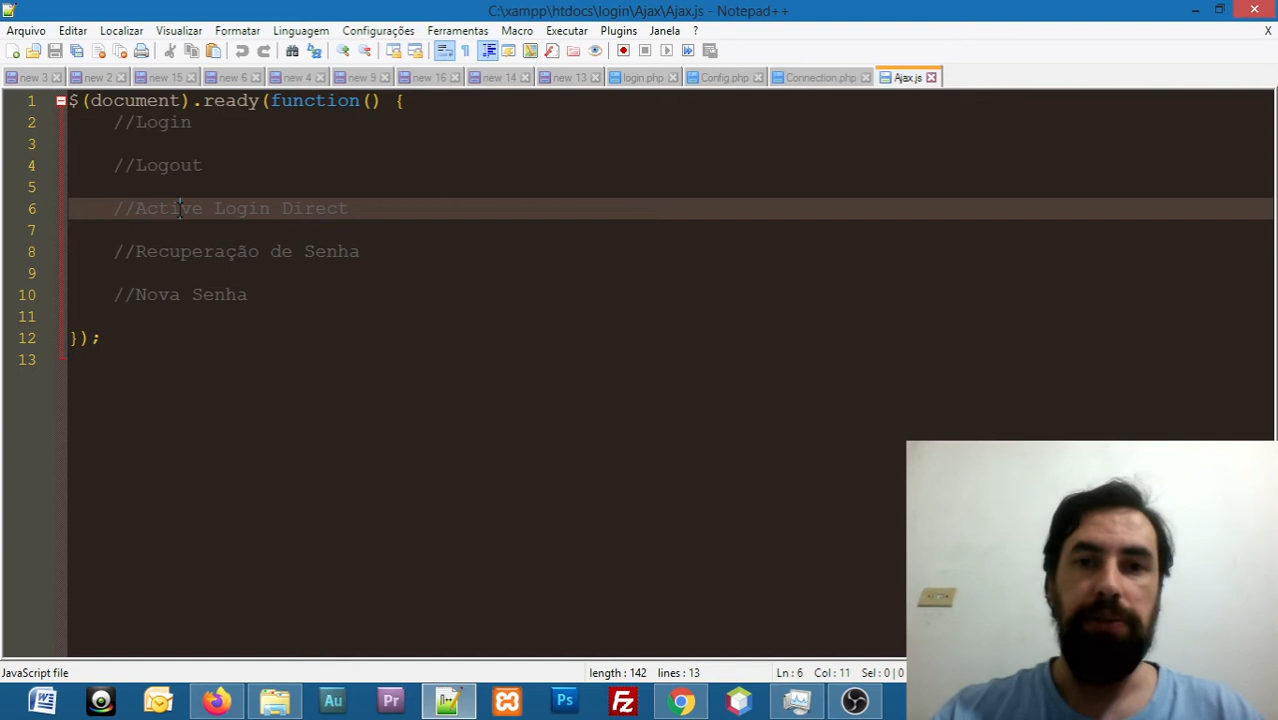 C:\xampp\htdocs\login\Ajax\Ajax.js - Notepad++
Arquivo Editar Localizar Visualizar Formatar Linguagem Configurações Ferramentas Macro Executar Plugins Janela ? X
new 3 new 2 new 15 new 6 new 4 new 9 new 16 new 14 new 13 login.php Config.php Connection.php Ajax.js
1 $(document).ready(function() {
2 //Login
3
4 //Logout
5
6 //Active Login Direct
7
8 //Recuperação de Senha
9
10 //Nova Senha
11
12 });
13
JavaScript file length : 142 lines : 13 Ln : 6 Col : 11 Sel : 0 | 0
Au Pr Ps Fz